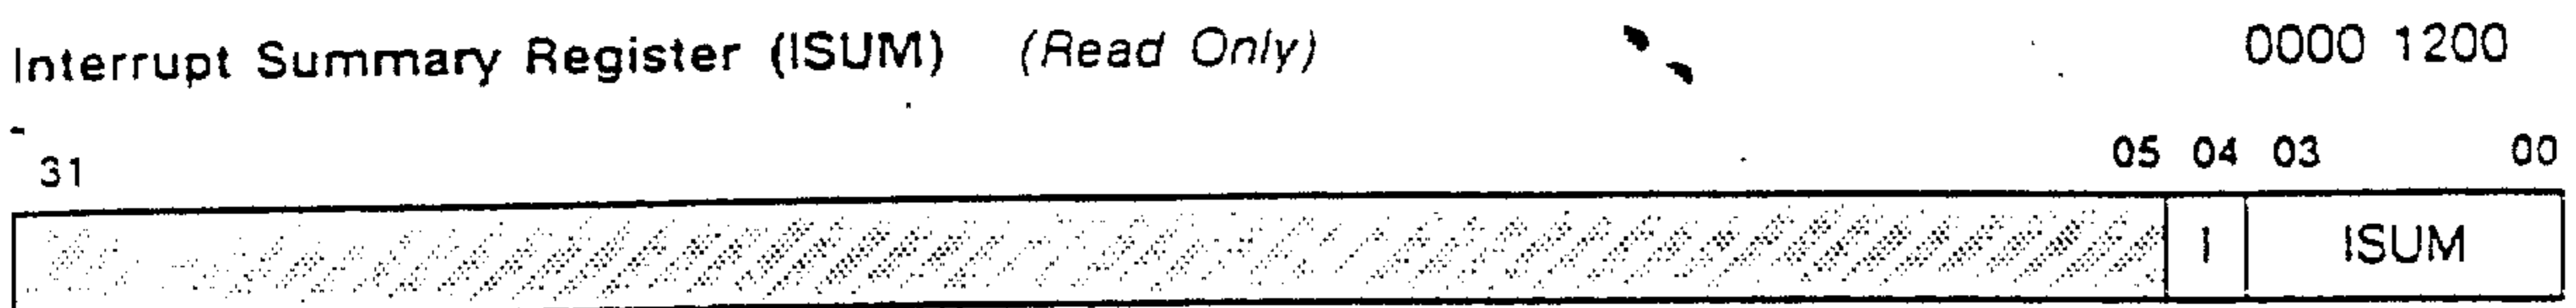 Interrupt Summary Register (ISUM) (Read Only) 0000 1200
31 05 04 03 00
I ISUM